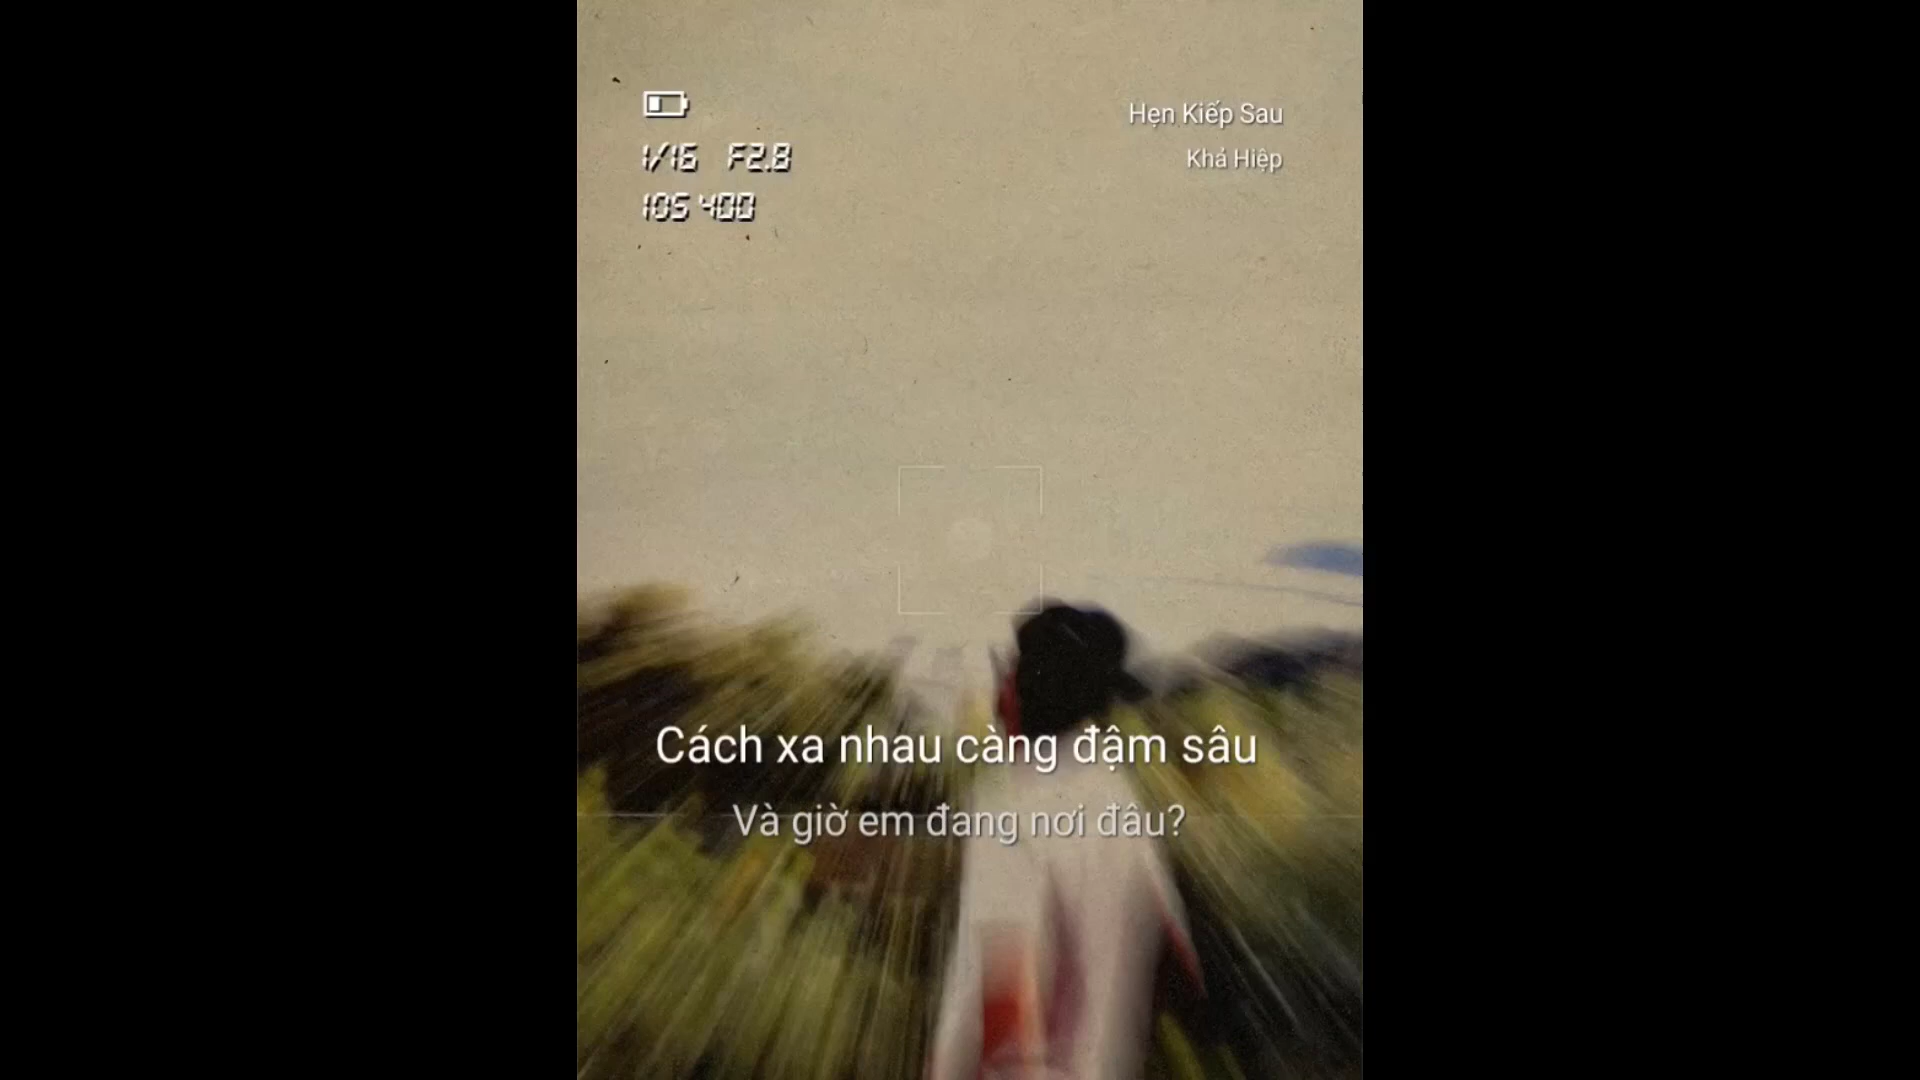 1/16 F2.8
105 400
Hẹn Kiếp Sau
Khả Hiệp
Cách xa nhau càng đậm sâu
Và giờ em đang nơi đâu?